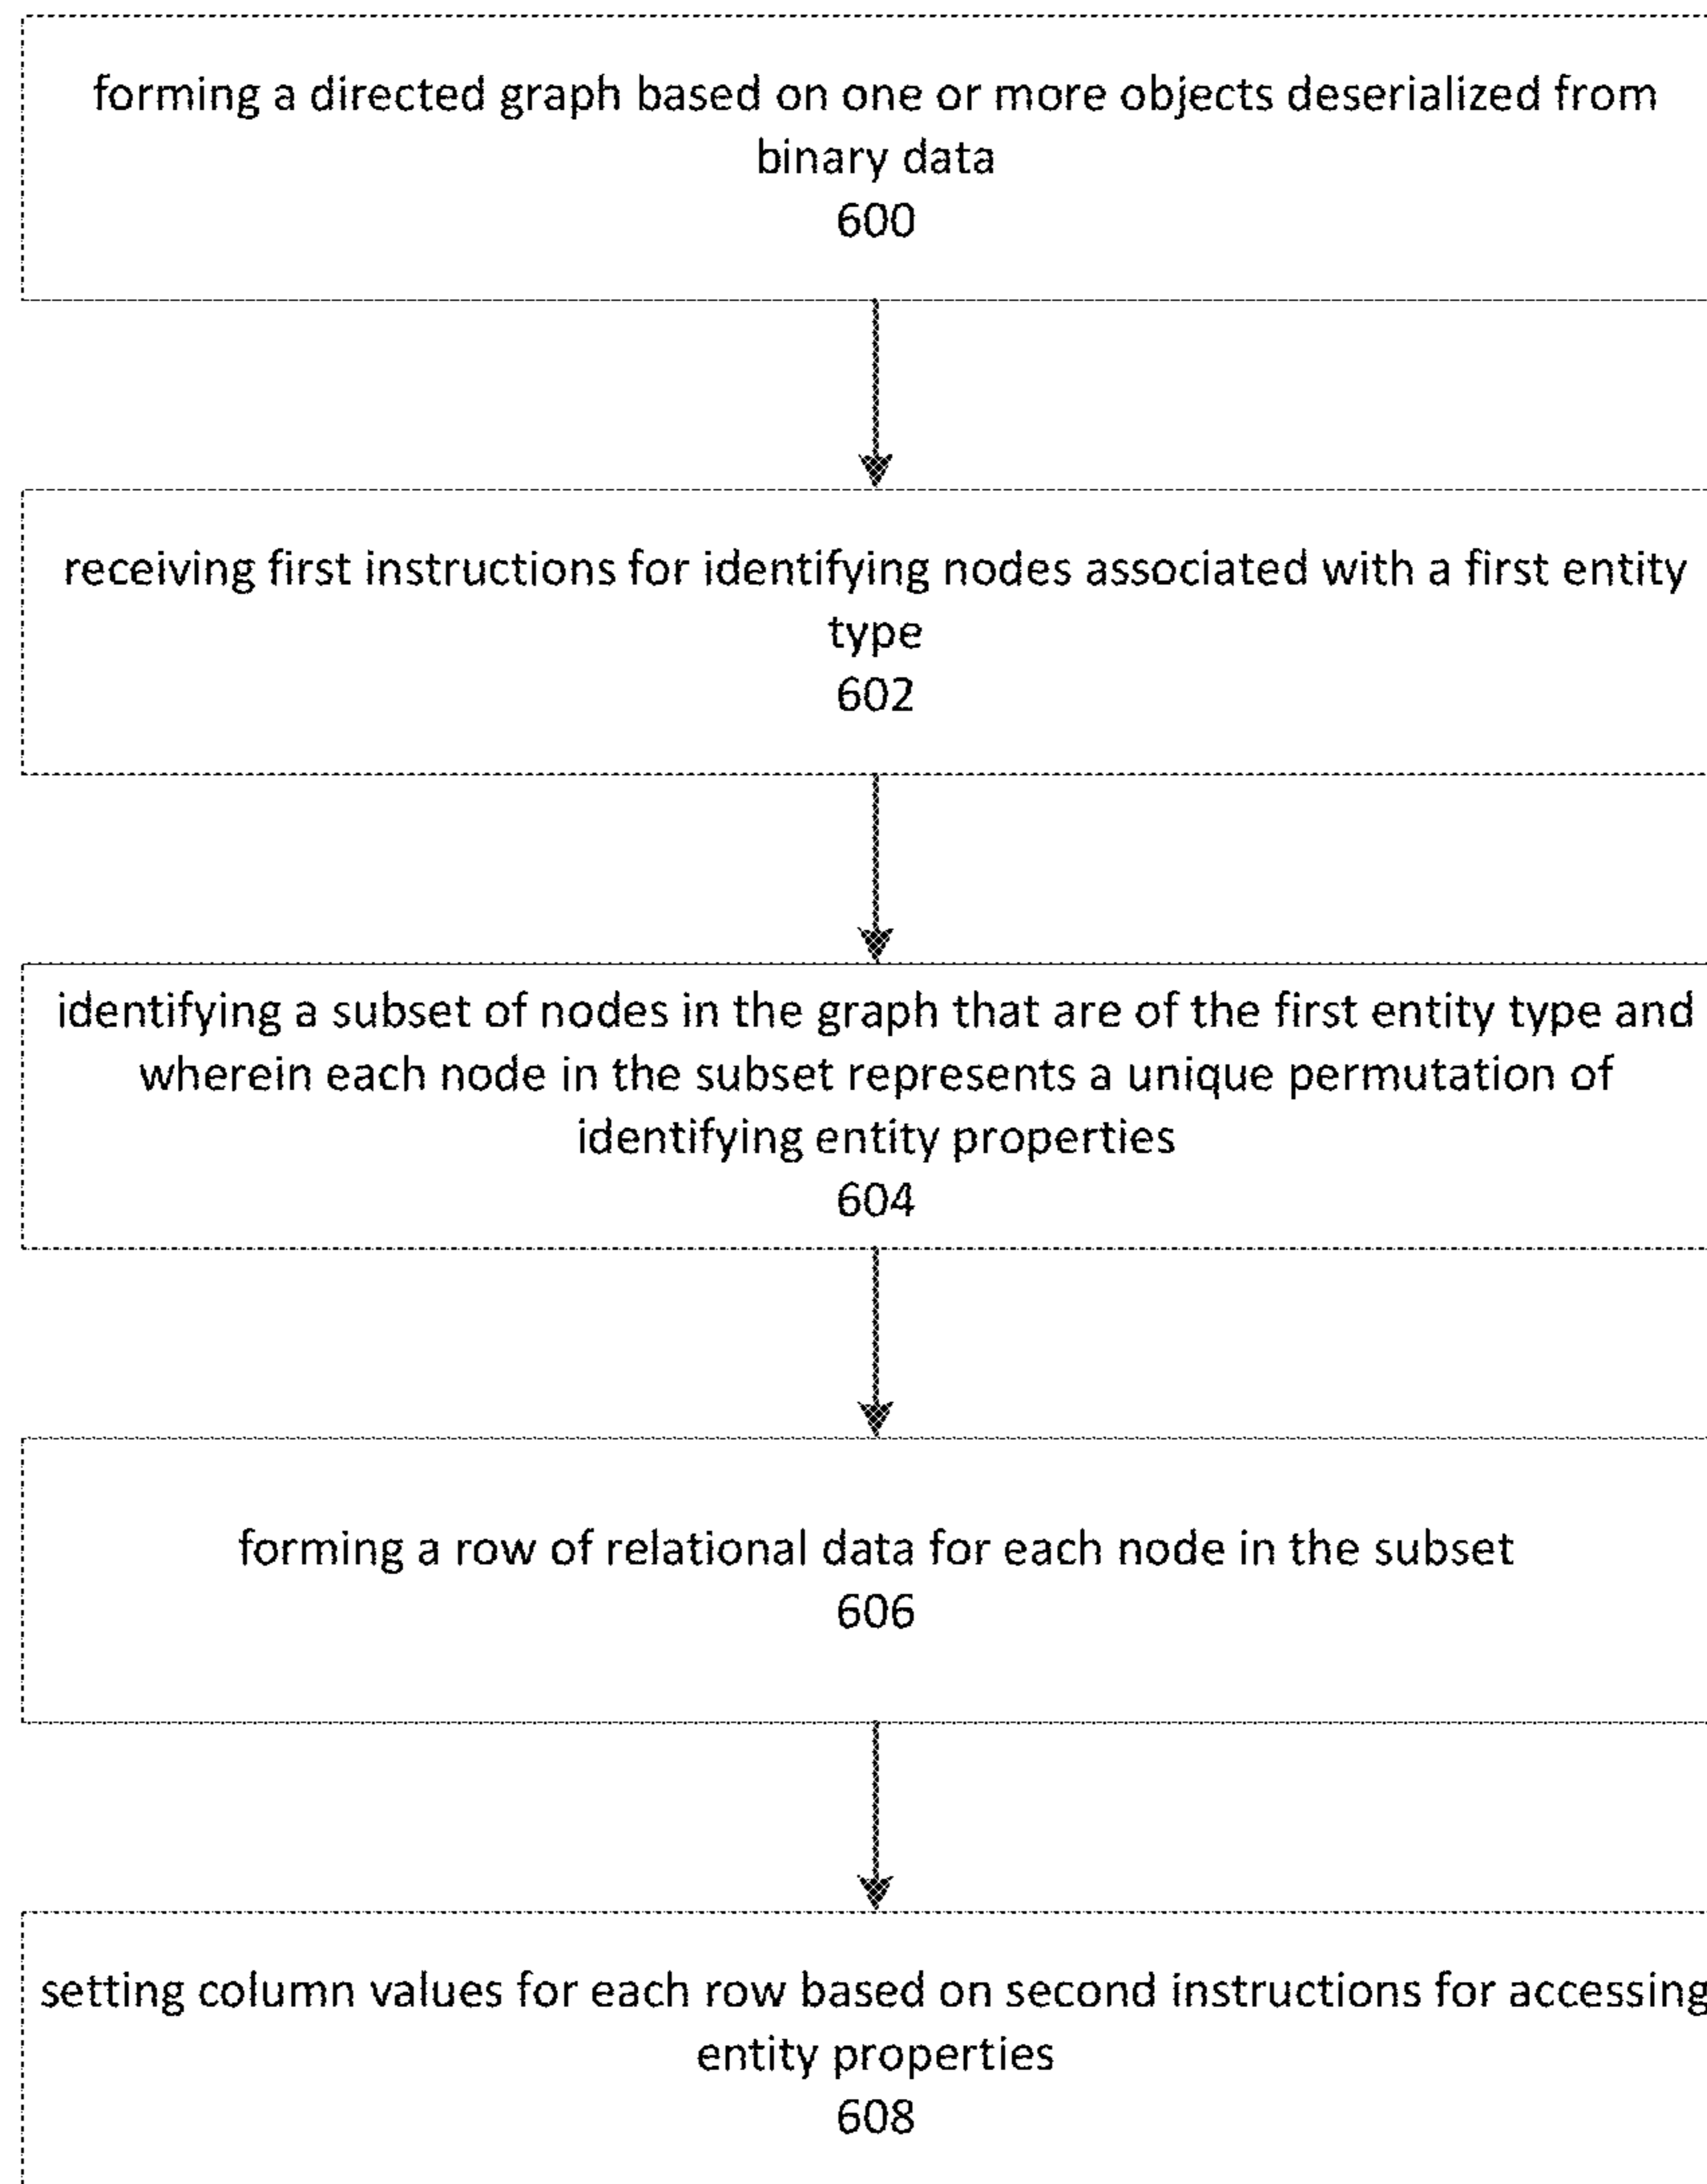 forming a directed graph based on one or more objects deserialized from
binary data
600
receiving first instructions for identifying nodes associated with a first entity
type
602
identifying a subset of nodes in the graph that are of the first entity type and
wherein each node in the subset represents a unique permutation of
identifying entity properties
604
forming a row of relational data for each node in the subset
606
setting column values for each row based on second instructions for accessing
entity properties
608